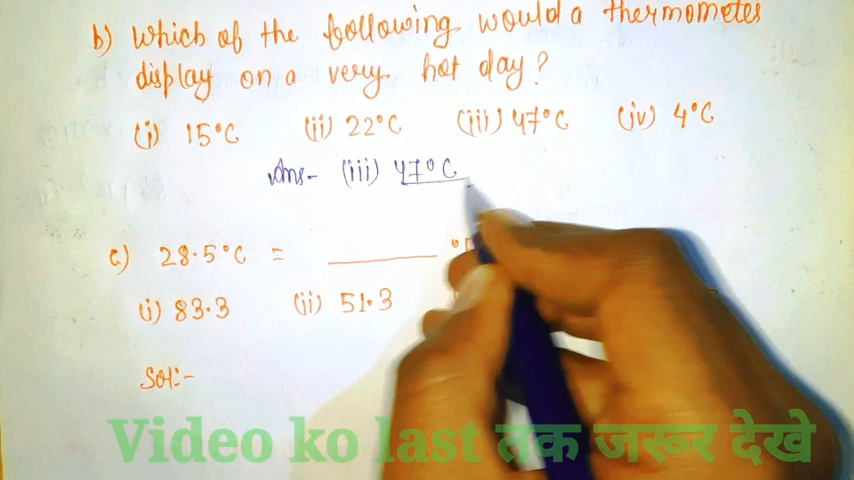 b) Which of the following would a thermometer
display on a very hot day?
(i) 15°C (ii) 22°C (iii) 47°C (iv) 4°C
Ans- (iii) 47°C
c) 28.5°C = ______ °
(i) 83.3 (ii) 51.3
Sol:-
Video ko last तक जरूर देखे